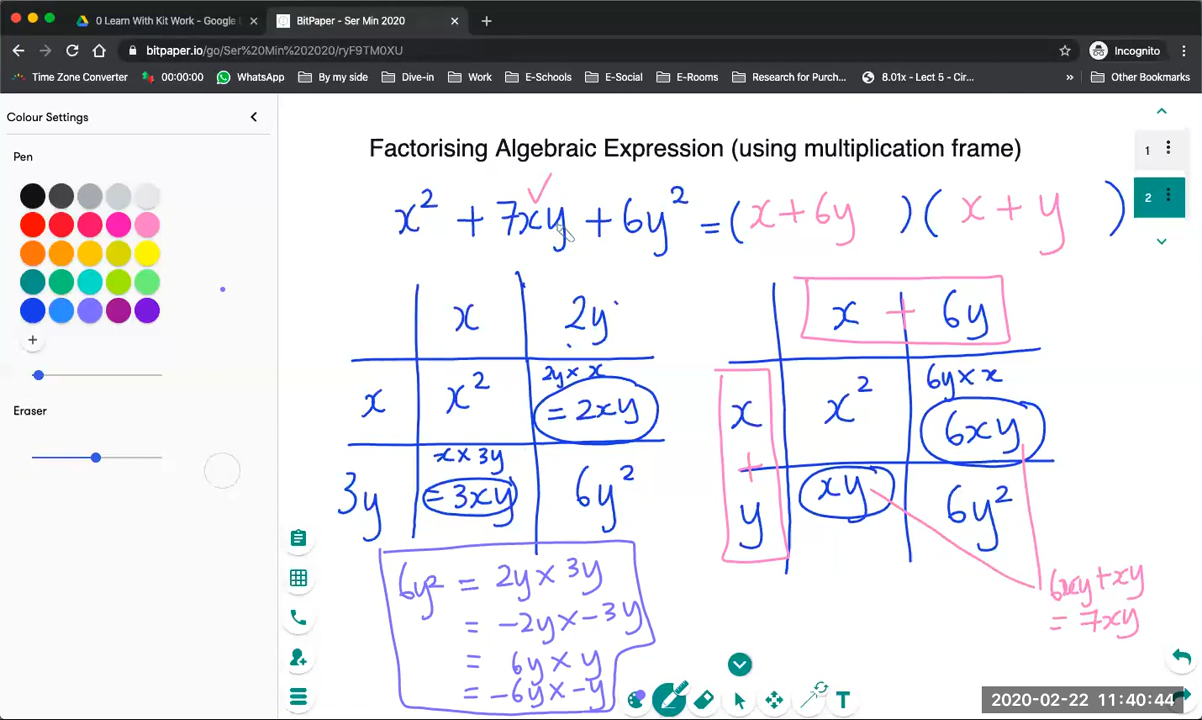 0 Learn With Kit Work - Google
BitPaper - Ser Min 2020
bitpaper.io/go/Ser%20Min%202020/ryF9TM0XU
Incognito
Time Zone Converter
00:00:00
WhatsApp
By my side
Dive-in
Work
E-Schools
E-Social
E-Rooms
Research for Purch...
8.01x - Lect 5 - Cir...
»
Other Bookmarks
Colour Settings
Pen
Eraser
1
2
Factorising Algebraic Expression (using multiplication frame)
x² + 7xy + 6y² = (x + 6y)(x + y)
x 2y
2y × x
x x² = 2xy
x × 3y
3y = 3xy 6y²
6y² = 2y × 3y
= -2y × -3y
= 6y × y
= -6y × -y
x + 6y
6y × x
x x² 6xy
+
y xy 6y²
6xy + xy
= 7xy
T
2020-02-22 11:40:44